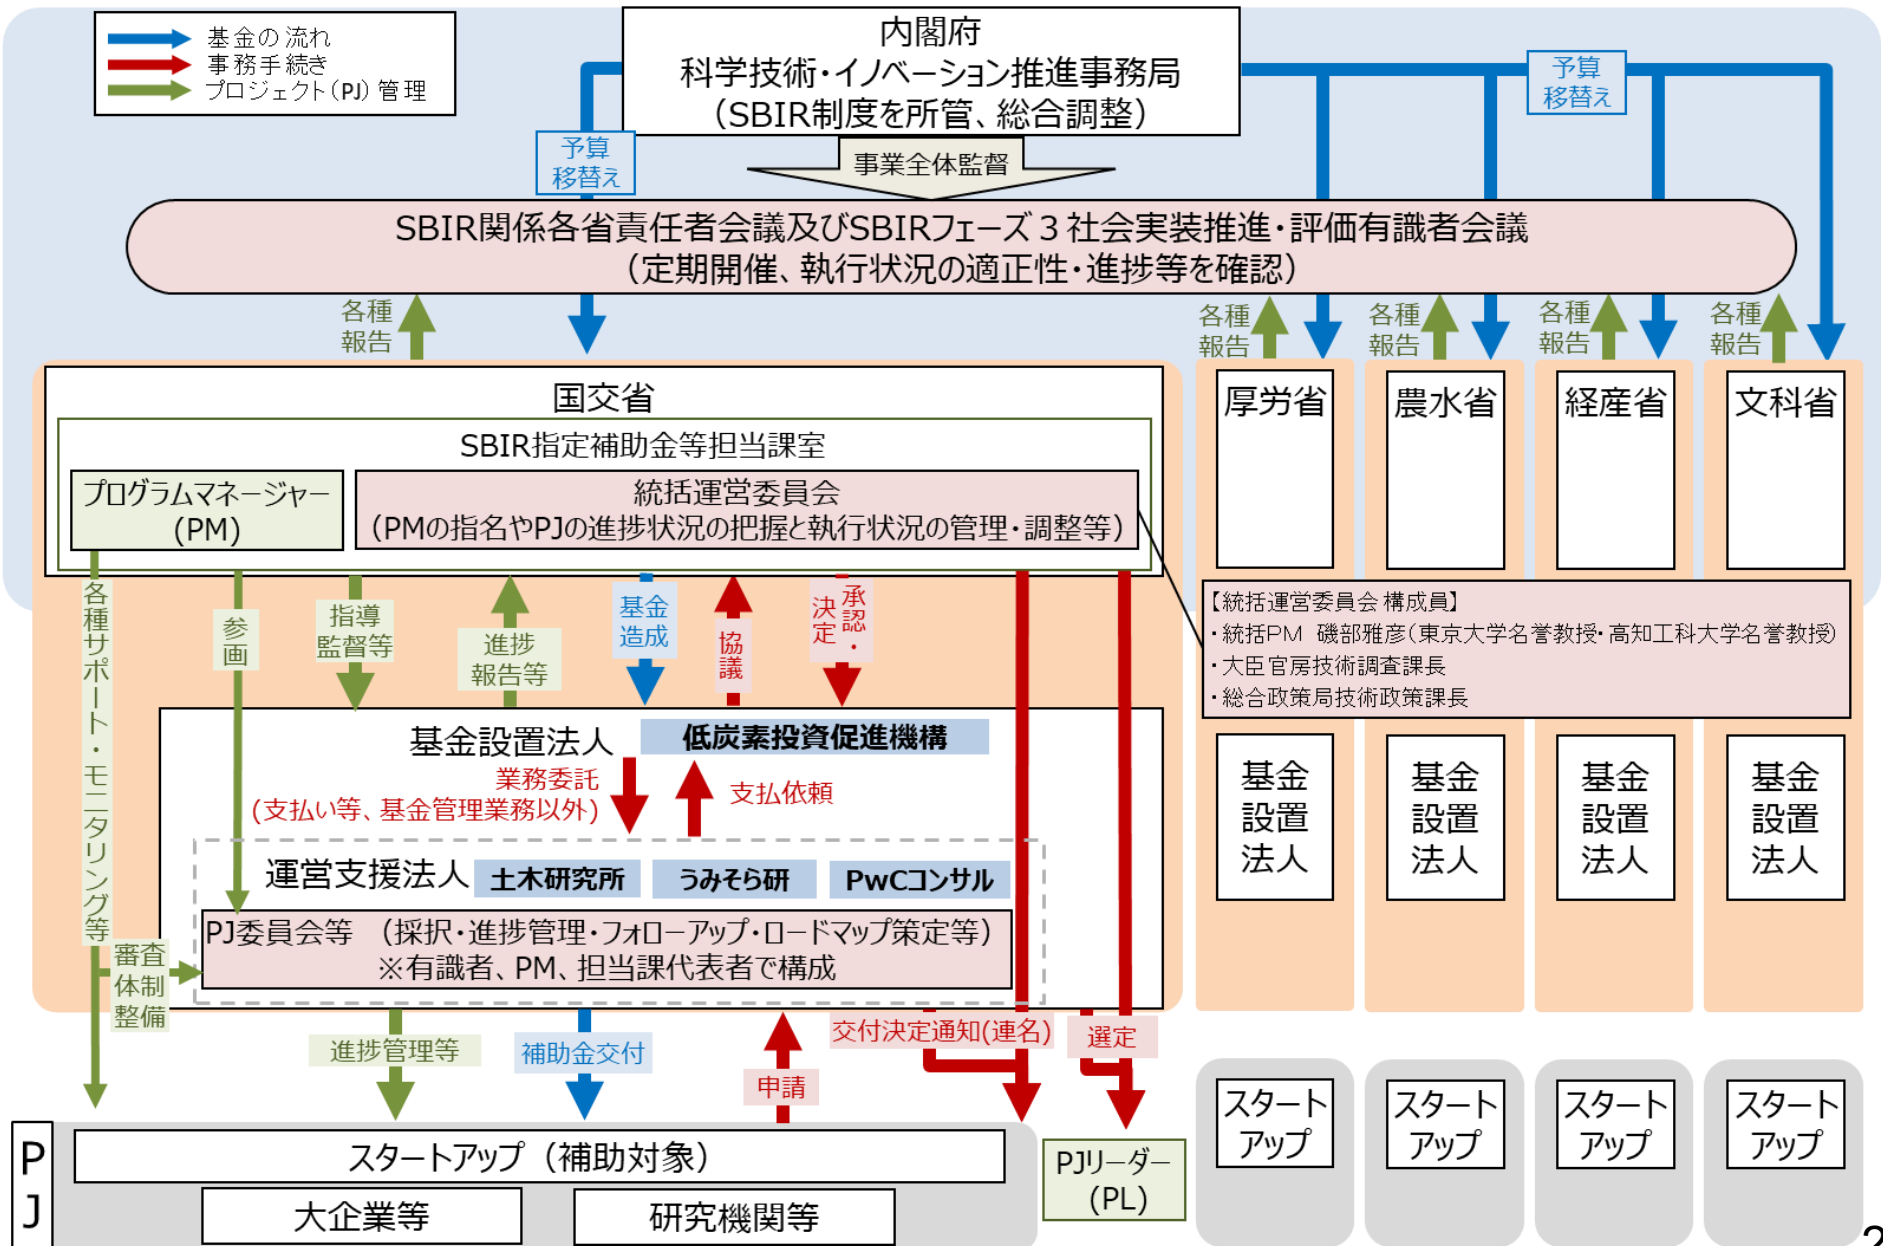 基金の流れ
事務手続き
プロジェクト(PJ)管理
内閣府
科学技術・イノベーション推進事務局
（SBIR制度を所管、総合調整）
予算
移替え
予算
移替え
事業全体監督
SBIR関係各省責任者会議及びSBIRフェーズ３社会実装推進・評価有識者会議
（定期開催、執行状況の適正性・進捗等を確認）
各種
報告
各種
報告
各種
報告
各種
報告
各種
報告
国交省
SBIR指定補助金等担当課室
プログラムマネージャー
(PM)
統括運営委員会
（PMの指名やPJの進捗状況の把握と執行状況の管理・調整等）
厚労省
農水省
経産省
文科省
各種サポート・モニタリング等
参画
指導
監督等
進捗
報告等
基金
造成
協議
承認・
決定
【統括運営委員会 構成員】
・統括PM 磯部雅彦(東京大学名誉教授・高知工科大学名誉教授)
・大臣官房技術調査課長
・総合政策局技術政策課長
基金設置法人
低炭素投資促進機構
業務委託
(支払い等、基金管理業務以外)
支払依頼
運営支援法人
土木研究所
うみそら研
PwCコンサル
PJ委員会等 （採択・進捗管理・フォローアップ・ロードマップ策定等）
※有識者、PM、担当課代表者で構成
審査
体制
整備
基金
設置
法人
基金
設置
法人
基金
設置
法人
基金
設置
法人
進捗管理等
補助金交付
申請
交付決定通知(連名)
選定
PJ
スタートアップ（補助対象）
大企業等
研究機関等
PJリーダー
(PL)
スタート
アップ
スタート
アップ
スタート
アップ
スタート
アップ
2